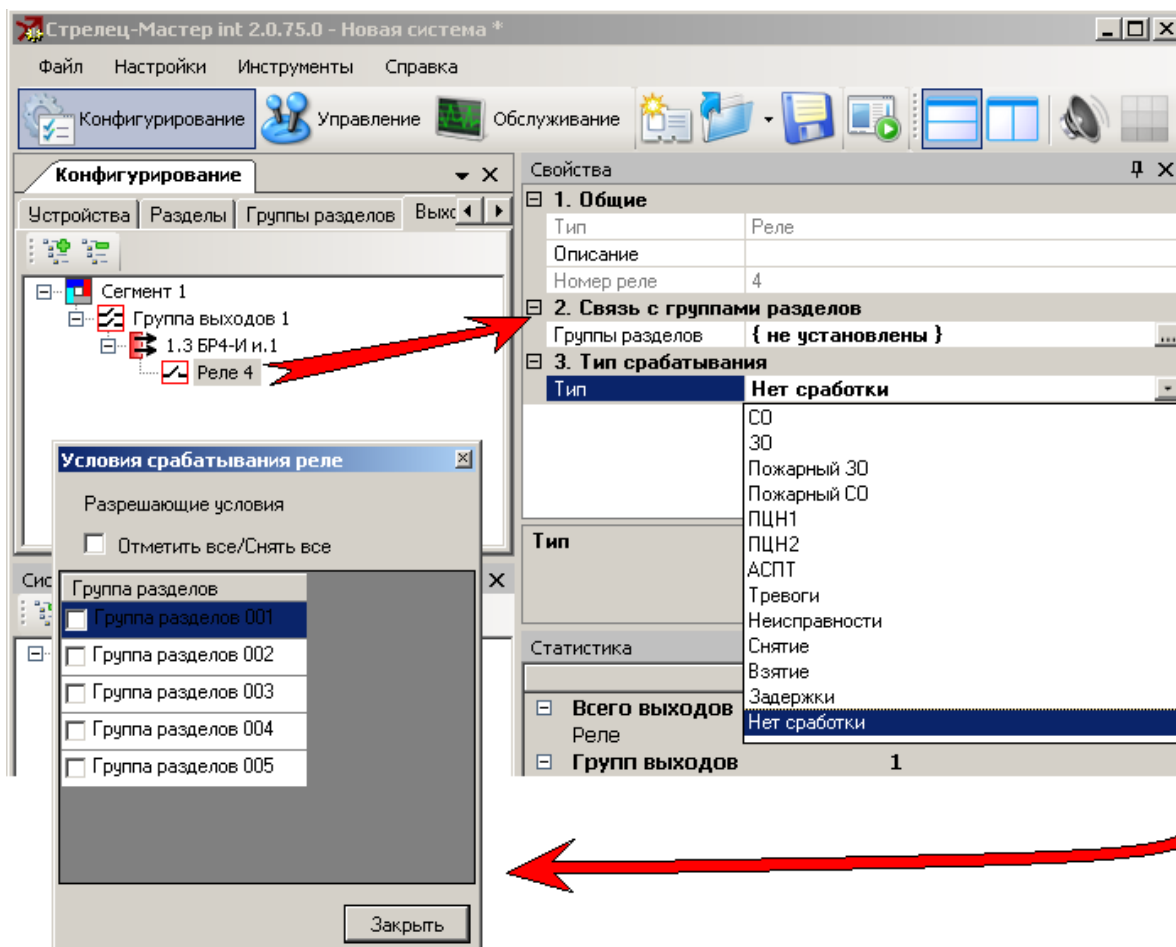 Стрелец-Мастер int 2.0.75.0 - Новая система *
Файл Настройки Инструменты Справка
Конфигурирование Управление Обслуживание
Конфигурирование
Устройства Разделы Группы разделов Выхо
Сегмент 1
Группа выходов 1
1.3 БР4-И и.1
Реле 4
Свойства
1. Общие
Тип Реле
Описание
Номер реле 4
2. Связь с группами разделов
Группы разделов { не установлены } ...
3. Тип срабатывания
Тип Нет сработки
СО
ЗО
Пожарный ЗО
Пожарный СО
ПЦН1
ПЦН2
АСПТ
Тревоги
Неисправности
Снятие
Взятие
Задержки
Нет сработки
Тип
Статистика
Всего выходов
Реле
Групп выходов 1
Сис
Условия срабатывания реле
Разрешающие условия
Отметить все/Снять все
Группа разделов
Группа разделов 001
Группа разделов 002
Группа разделов 003
Группа разделов 004
Группа разделов 005
Закрыть